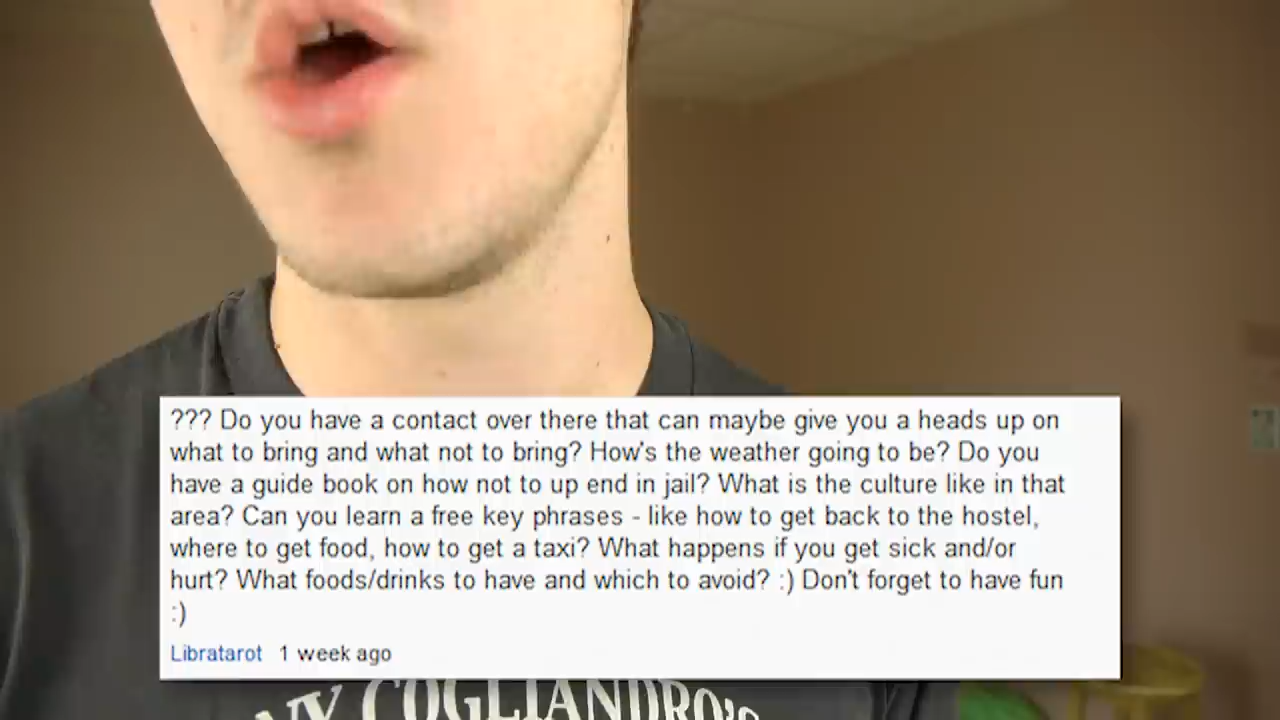 ??? Do you have a contact over there that can maybe give you a heads up on
what to bring and what not to bring? How's the weather going to be? Do you
have a guide book on how not to up end in jail? What is the culture like in that
area? Can you learn a free key phrases - like how to get back to the hostel,
where to get food, how to get a taxi? What happens if you get sick and/or
hurt? What foods/drinks to have and which to avoid? :) Don't forget to have fun
:)
Libratarot 1 week ago
COGLIANDRO'S